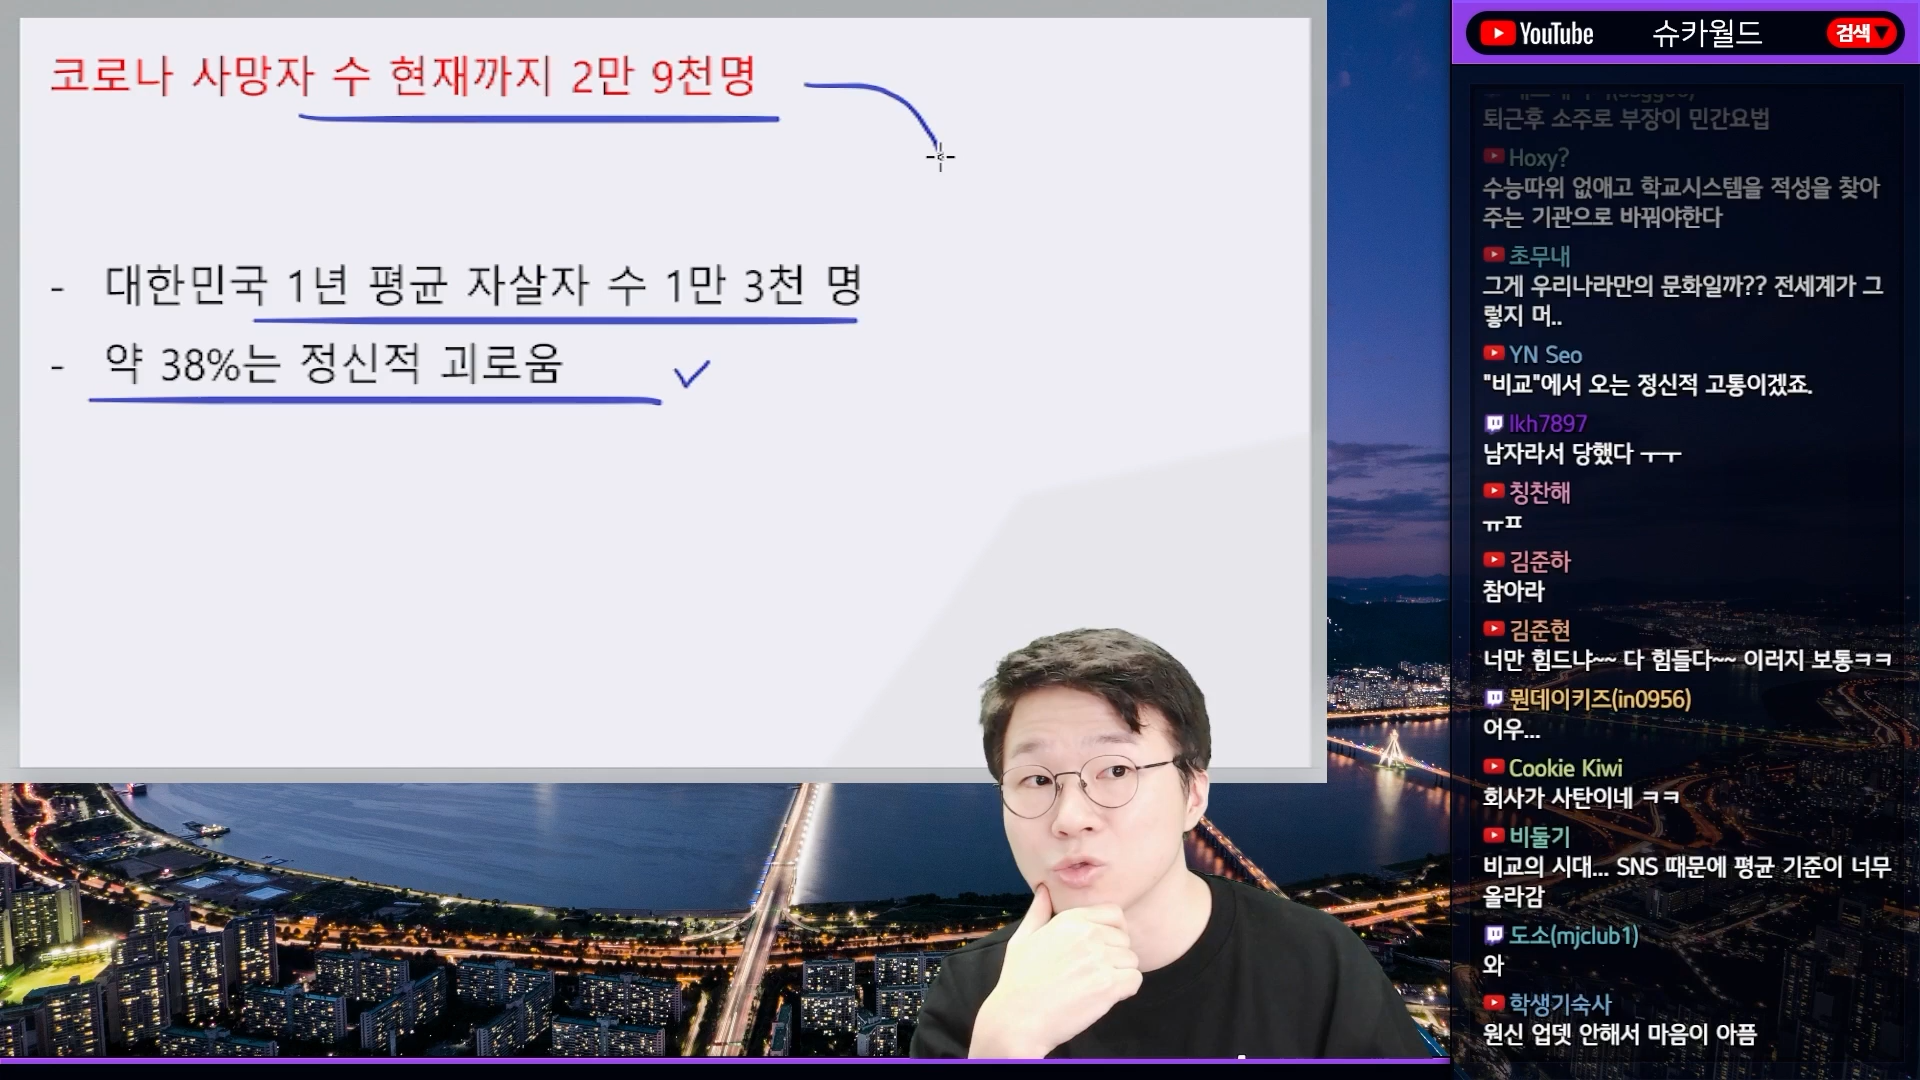 코로나 사망자 수 현재까지 2만 9천명
- 대한민국 1년 평균 자살자 수 1만 3천 명
- 약 38%는 정신적 괴로움
YouTube 슈카월드 검색
퇴근후 소주로 부장이 민간요법
Hoxy?
수능따위 없애고 학교시스템을 적성을 찾아
주는 기관으로 바꿔야한다
초무내
그게 우리나라만의 문화일까?? 전세계가 그
렇지 머..
YN Seo
"비교"에서 오는 정신적 고통이겠죠.
lkh7897
남자라서 당했다 ㅜㅜ
칭찬해
ㅠㅍ
김준하
참아라
김준현
너만 힘드냐~~ 다 힘들다~~ 이러지 보통ㅋㅋ
뭔데이키즈(in0956)
어우...
Cookie Kiwi
회사가 사탄이네 ㅋㅋ
비둘기
비교의 시대... SNS 때문에 평균 기준이 너무
올라감
도소(mjclub1)
와
학생기숙사
원신 업뎃 안해서 마음이 아픔